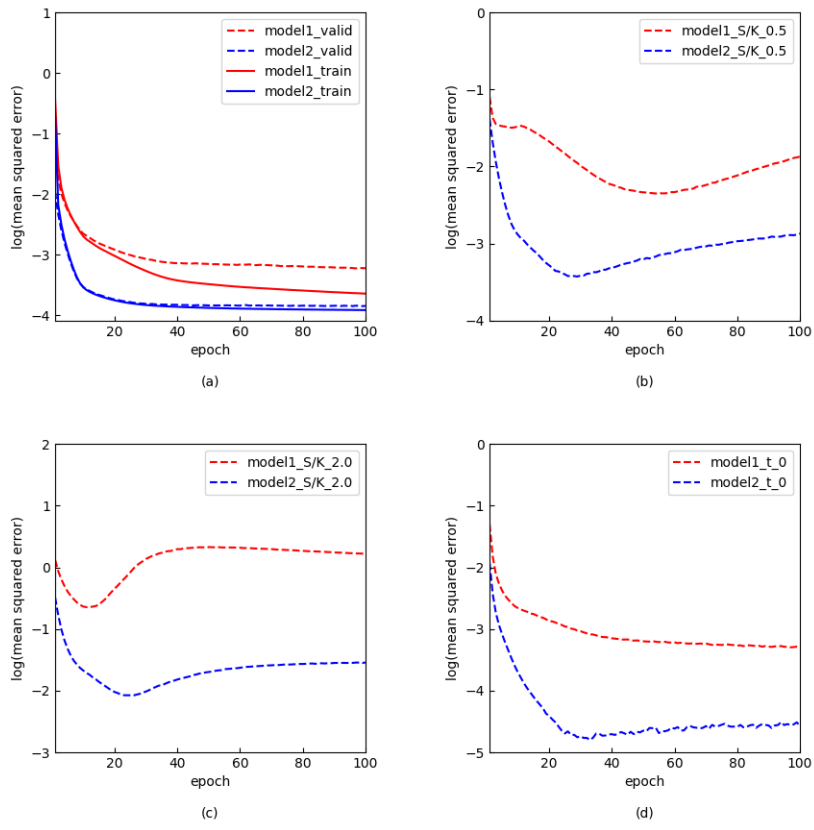 1
0
−1
−2
−3
−4
log(mean squared error)
model1_valid
model2_valid
model1_train
model2_train
20
40
60
80
100
epoch
(a)
0
−1
−2
−3
−4
log(mean squared error)
model1_S/K_0.5
model2_S/K_0.5
20
40
60
80
100
epoch
(b)
2
1
0
−1
−2
−3
log(mean squared error)
model1_S/K_2.0
model2_S/K_2.0
20
40
60
80
100
epoch
(c)
0
−1
−2
−3
−4
−5
log(mean squared error)
model1_t_0
model2_t_0
20
40
60
80
100
epoch
(d)